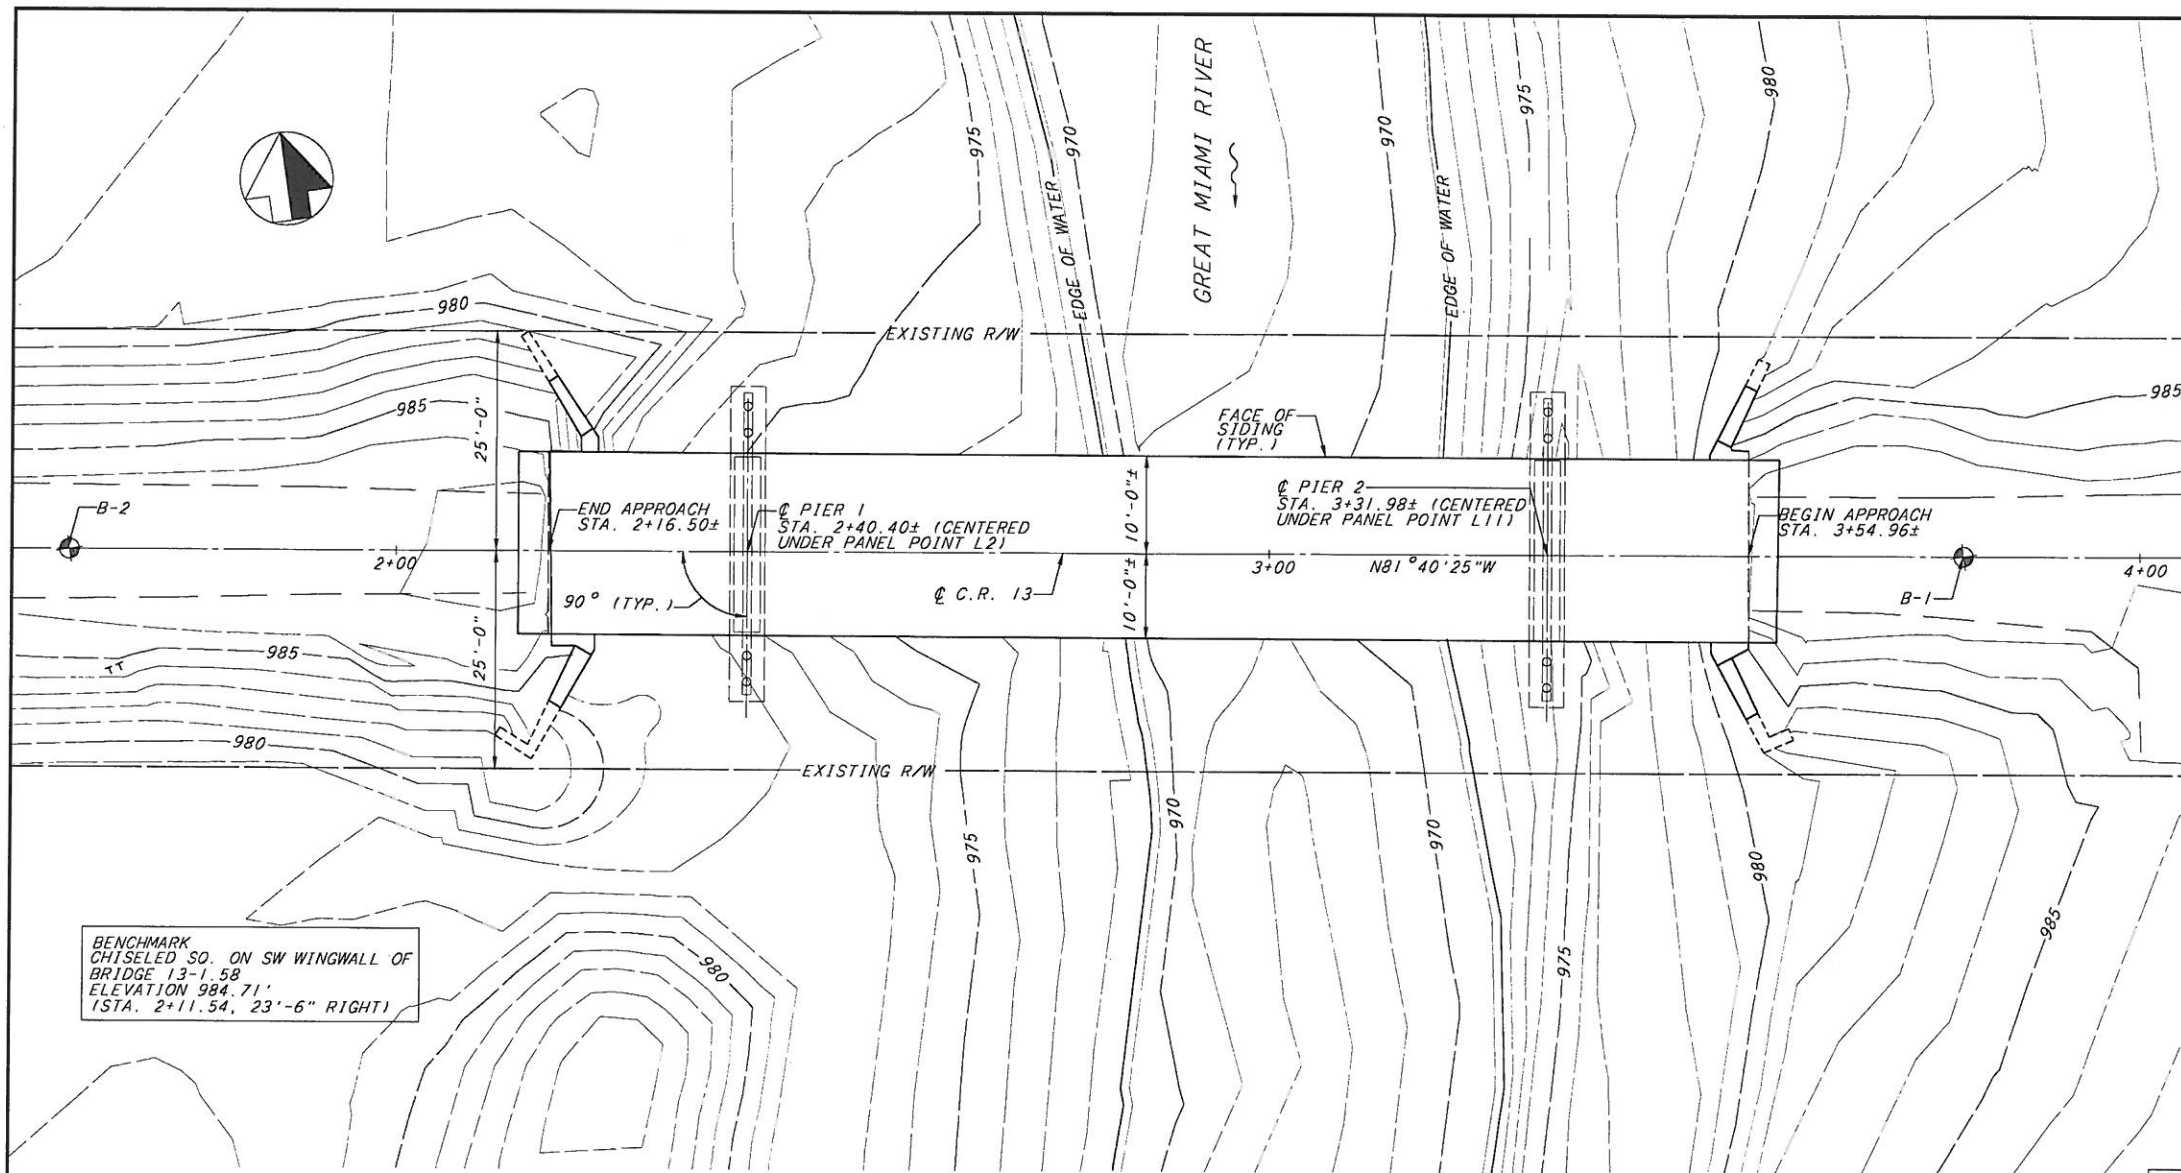 GREAT MIAMI RIVER
980
975
970
970
975
EDGE OF WATER
EDGE OF WATER
980
EXISTING R/W
985
985
25'-0"
FACE OF
SIDING
(TYP.)
B-2
END APPROACH
STA. 2+16.50±
℄ PIER 1
STA. 2+40.40± (CENTERED
UNDER PANEL POINT L2)
10'-0"±
℄ PIER 2
STA. 3+31.98± (CENTERED
UNDER PANEL POINT L11)
BEGIN APPROACH
STA. 3+54.96±
2+00
3+00
N81°40'25"W
4+00
90° (TYP.)
℄ C.R. 13
10'-0"±
B-1
985
25'-0"
TT
980
EXISTING R/W
970
975
970
980
985
980
975
BENCHMARK
CHISELED SQ. ON SW WINGWALL OF
BRIDGE 13-1.58
ELEVATION 984.71'
(STA. 2+11.54, 23'-6" RIGHT)